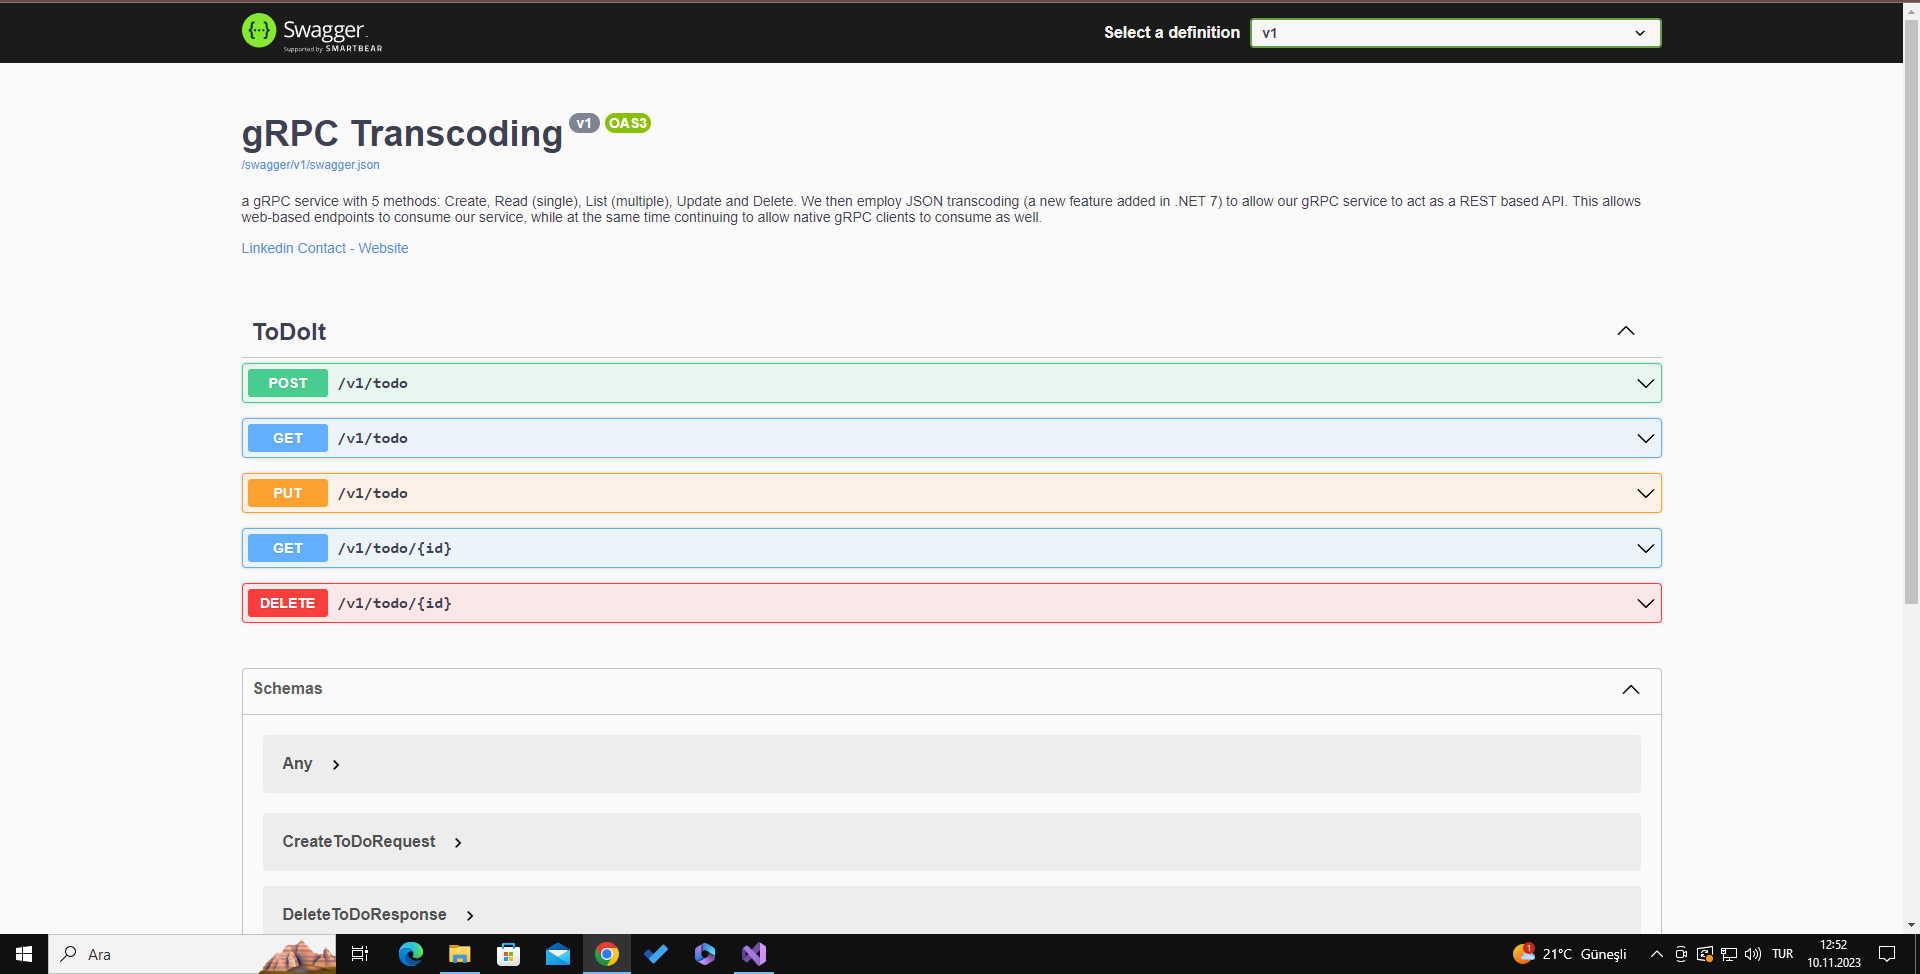 Swagger
Supported by SMARTBEAR
Select a definition
v1
gRPC Transcoding v1 OAS3
/swagger/v1/swagger.json
a gRPC service with 5 methods: Create, Read (single), List (multiple), Update and Delete. We then employ JSON transcoding (a new feature added in .NET 7) to allow our gRPC service to act as a REST based API. This allows
web-based endpoints to consume our service, while at the same time continuing to allow native gRPC clients to consume as well.
Linkedin Contact - Website
ToDoIt
POST /v1/todo
GET /v1/todo
PUT /v1/todo
GET /v1/todo/{id}
DELETE /v1/todo/{id}
Schemas
Any
CreateToDoRequest
DeleteToDoResponse
Ara
1
21°C Güneşli
TUR
12:52
10.11.2023